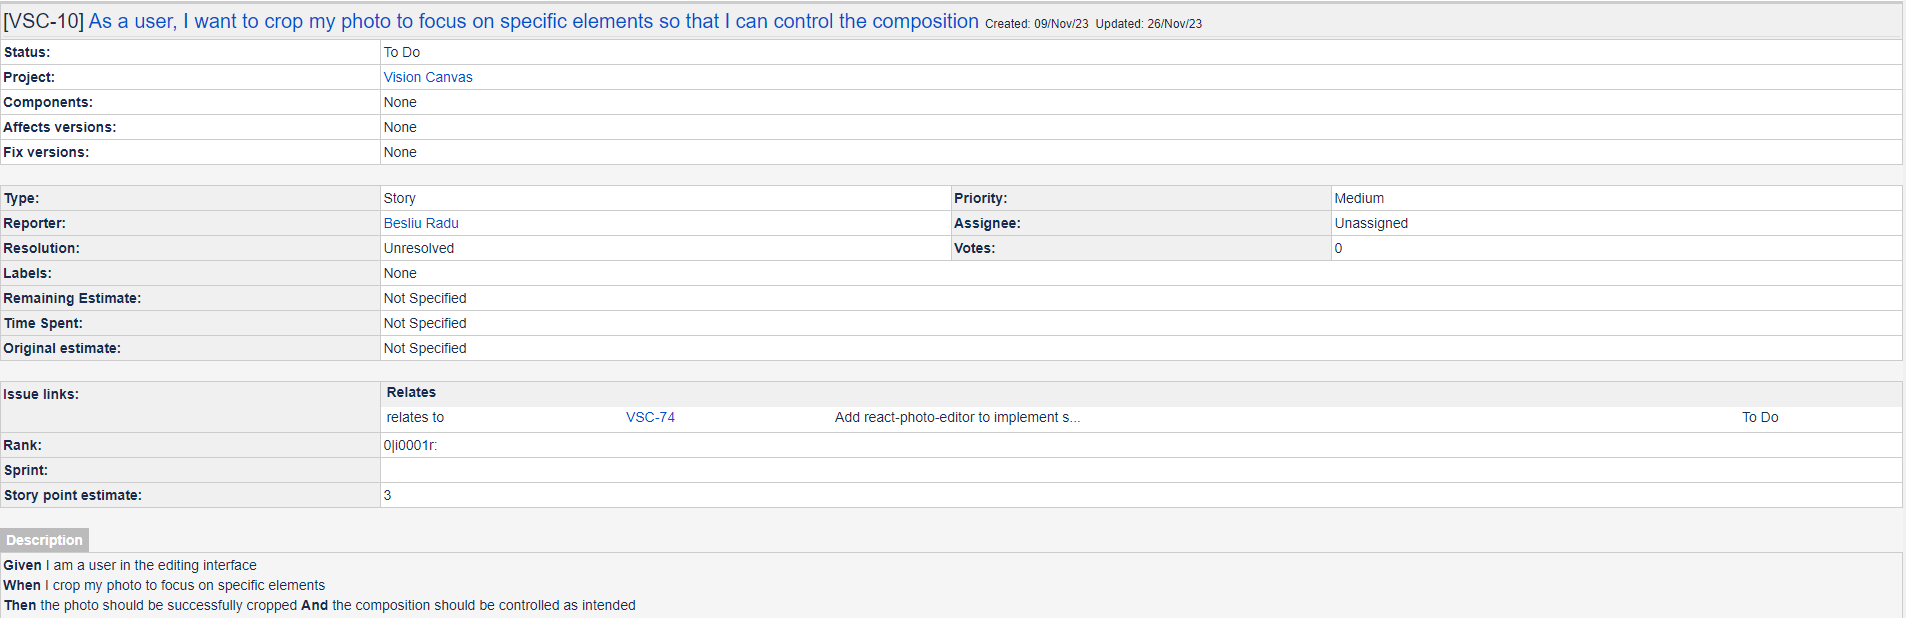 [VSC-10] As a user, I want to crop my photo to focus on specific elements so that I can control the composition Created: 09/Nov/23 Updated: 26/Nov/23
Status: To Do
Project: Vision Canvas
Components: None
Affects versions: None
Fix versions: None
Type: Story Priority: Medium
Reporter: Besliu Radu Assignee: Unassigned
Resolution: Unresolved Votes: 0
Labels: None
Remaining Estimate: Not Specified
Time Spent: Not Specified
Original estimate: Not Specified
Issue links: Relates
relates to VSC-74 Add react-photo-editor to implement s... To Do
Rank: 0|i0001r:
Sprint:
Story point estimate: 3
Description
Given I am a user in the editing interface
When I crop my photo to focus on specific elements
Then the photo should be successfully cropped And the composition should be controlled as intended